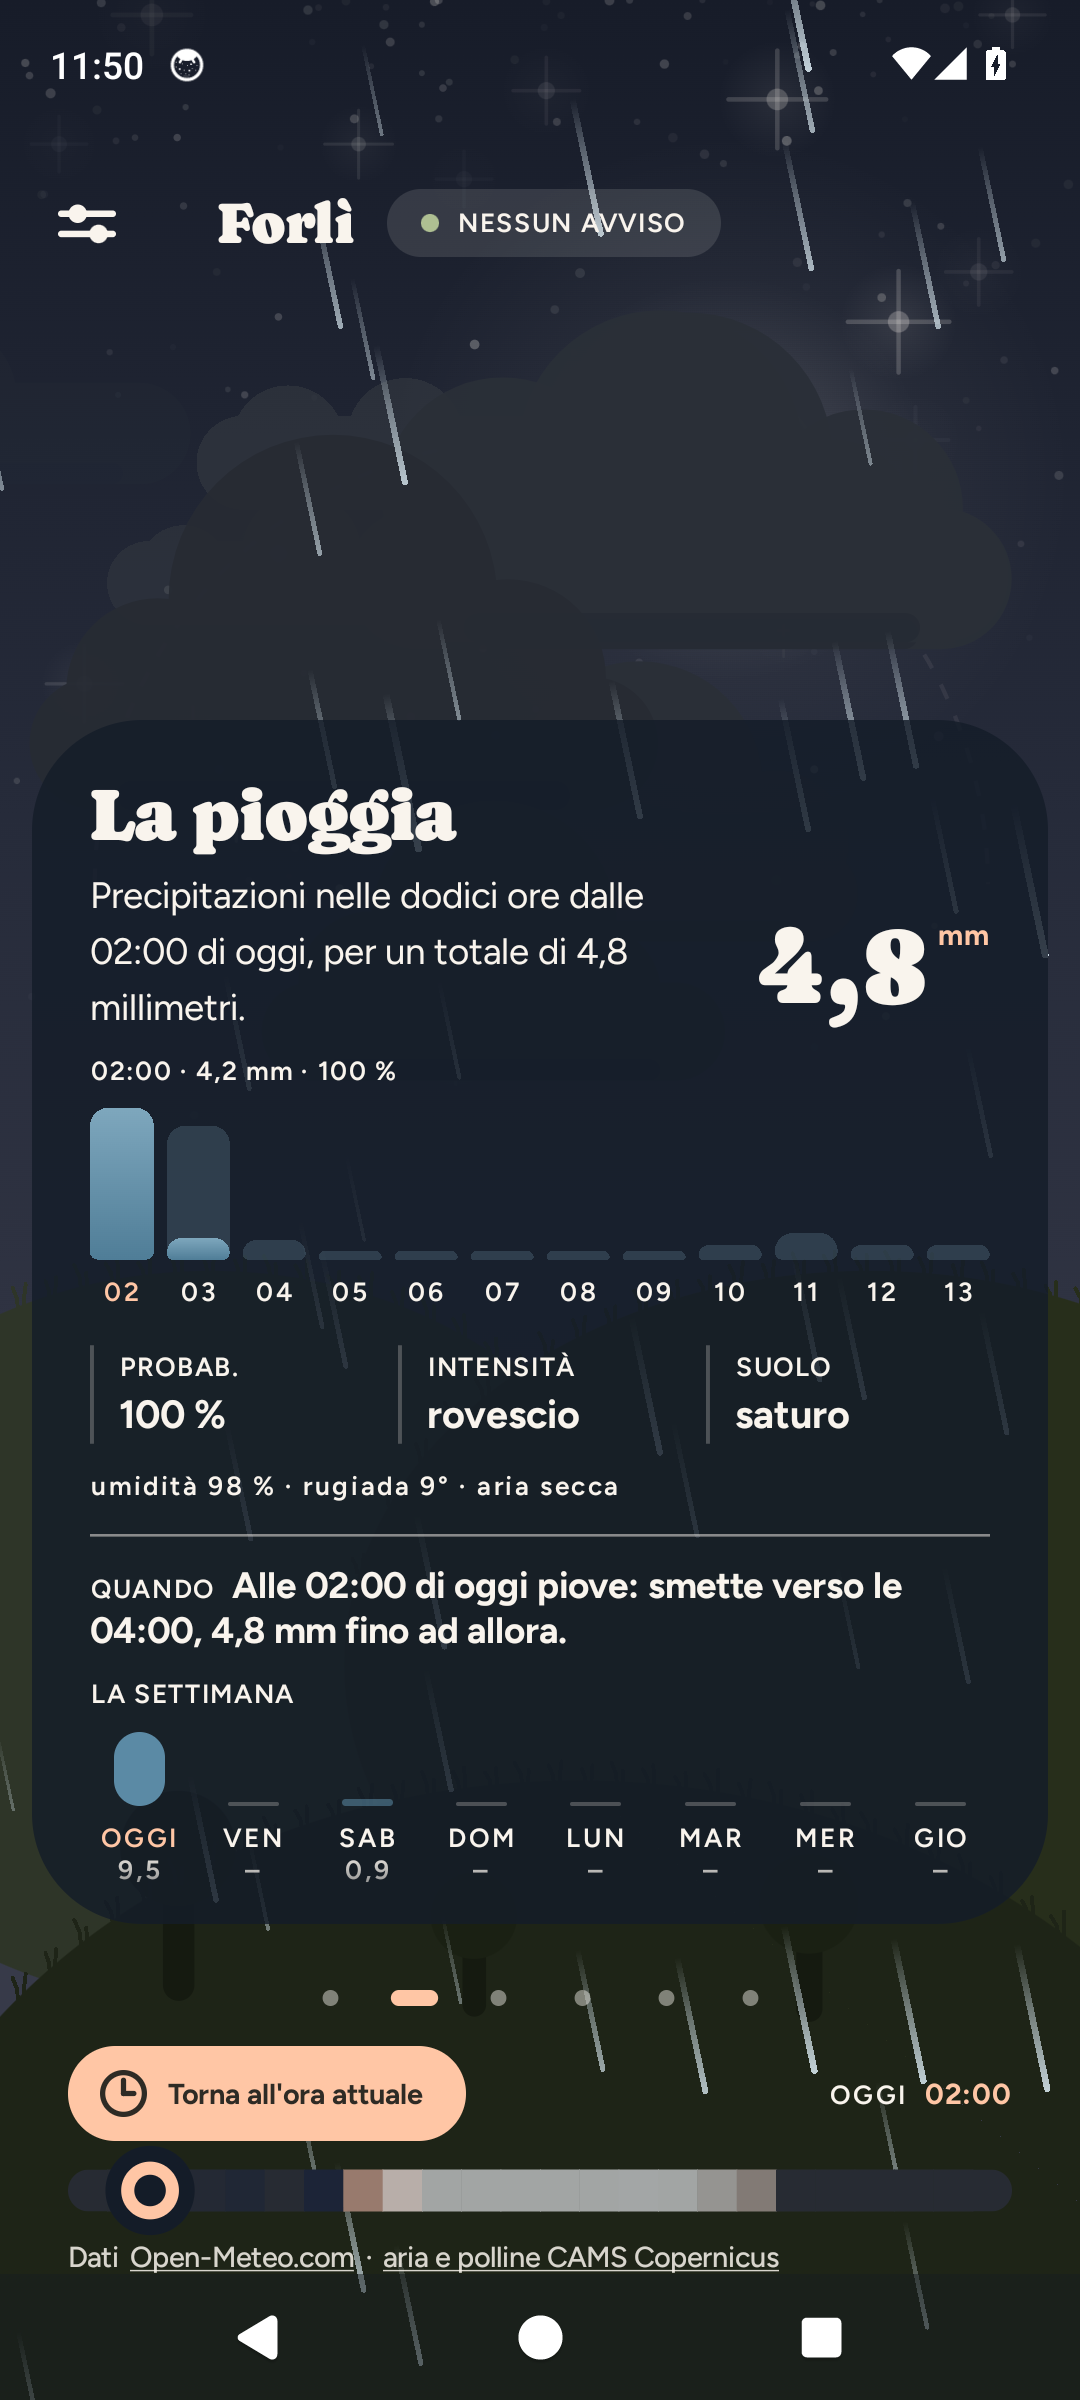 11:50
Forlì
NESSUN AVVISO
La pioggia
Precipitazioni nelle dodici ore dalle
02:00 di oggi, per un totale di 4,8
millimetri.
4,8 mm
02:00 · 4,2 mm · 100 %
02 03 04 05 06 07 08 09 10 11 12 13
PROBAB. INTENSITÀ SUOLO
100 % rovescio saturo
umidità 98 % · rugiada 9° · aria secca
QUANDO Alle 02:00 di oggi piove: smette verso le
04:00, 4,8 mm fino ad allora.
LA SETTIMANA
OGGI VEN SAB DOM LUN MAR MER GIO
9,5 – 0,9 – – – – –
Torna all'ora attuale
OGGI 02:00
Dati Open-Meteo.com · aria e polline CAMS Copernicus